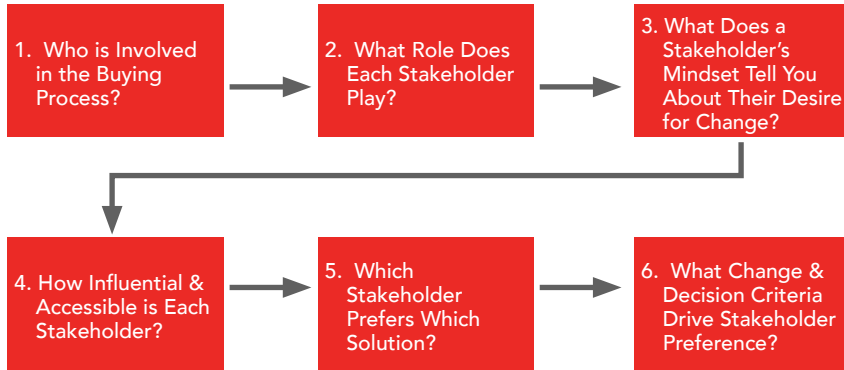 1. Who is Involved
in the Buying
Process?
2. What Role Does
Each Stakeholder
Play?
3. What Does a
Stakeholder's
Mindset Tell You
About Their Desire
for Change?
4. How Influential &
Accessible is Each
Stakeholder?
5. Which
Stakeholder
Prefers Which
Solution?
6. What Change &
Decision Criteria
Drive Stakeholder
Preference?